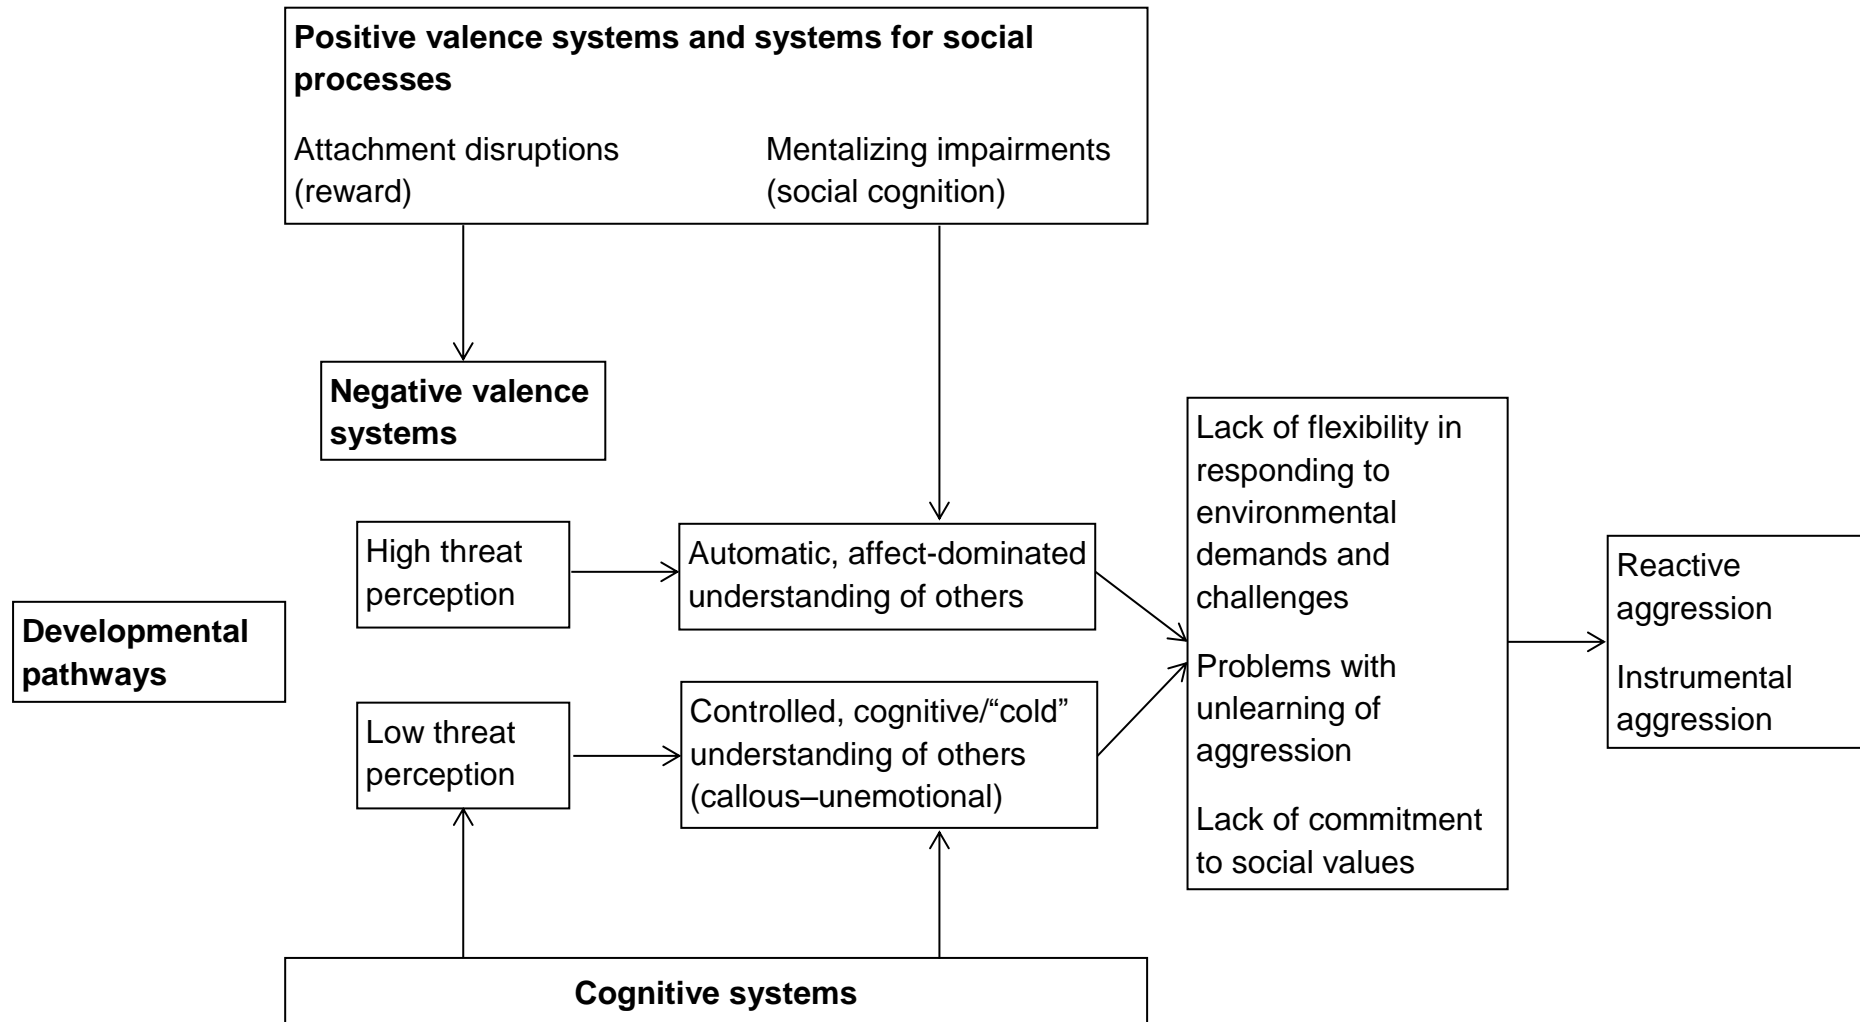 Positive valence systems and systems for social
processes
Attachment disruptions
(reward)
Mentalizing impairments
(social cognition)
Negative valence
systems
High threat
perception
Automatic, affect-dominated
understanding of others
Developmental
pathways
Low threat
perception
Controlled, cognitive/“cold”
understanding of others
(callous–unemotional)
Lack of flexibility in
responding to
environmental
demands and
challenges
Problems with
unlearning of
aggression
Lack of commitment
to social values
Reactive
aggression
Instrumental
aggression
Cognitive systems